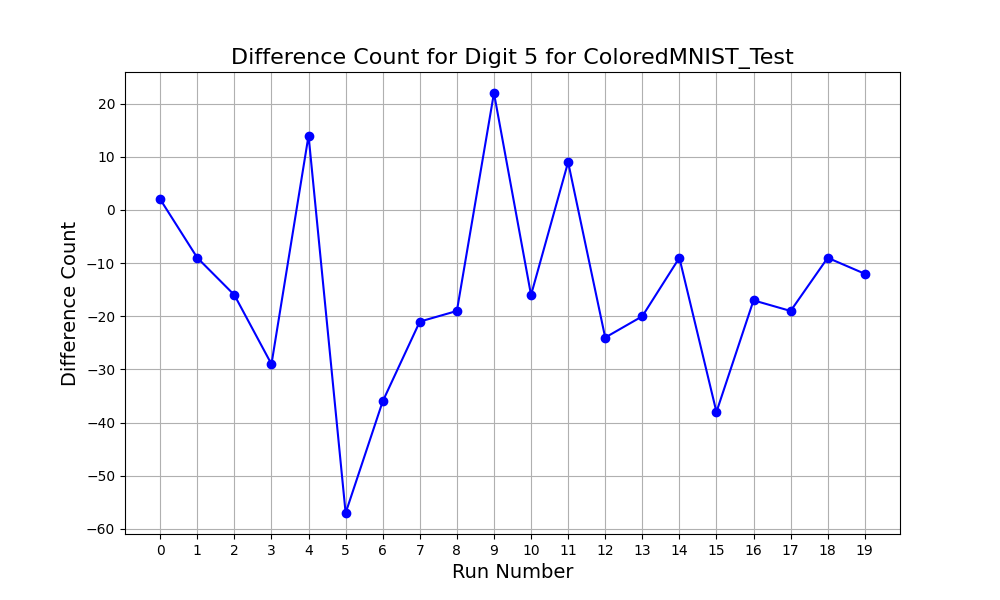 Difference Count for Digit 5 for ColoredMNIST_Test
20
10
0
−10
−20
−30
−40
−50
−60
Difference Count
0 1 2 3 4 5 6 7 8 9 10 11 12 13 14 15 16 17 18 19
Run Number